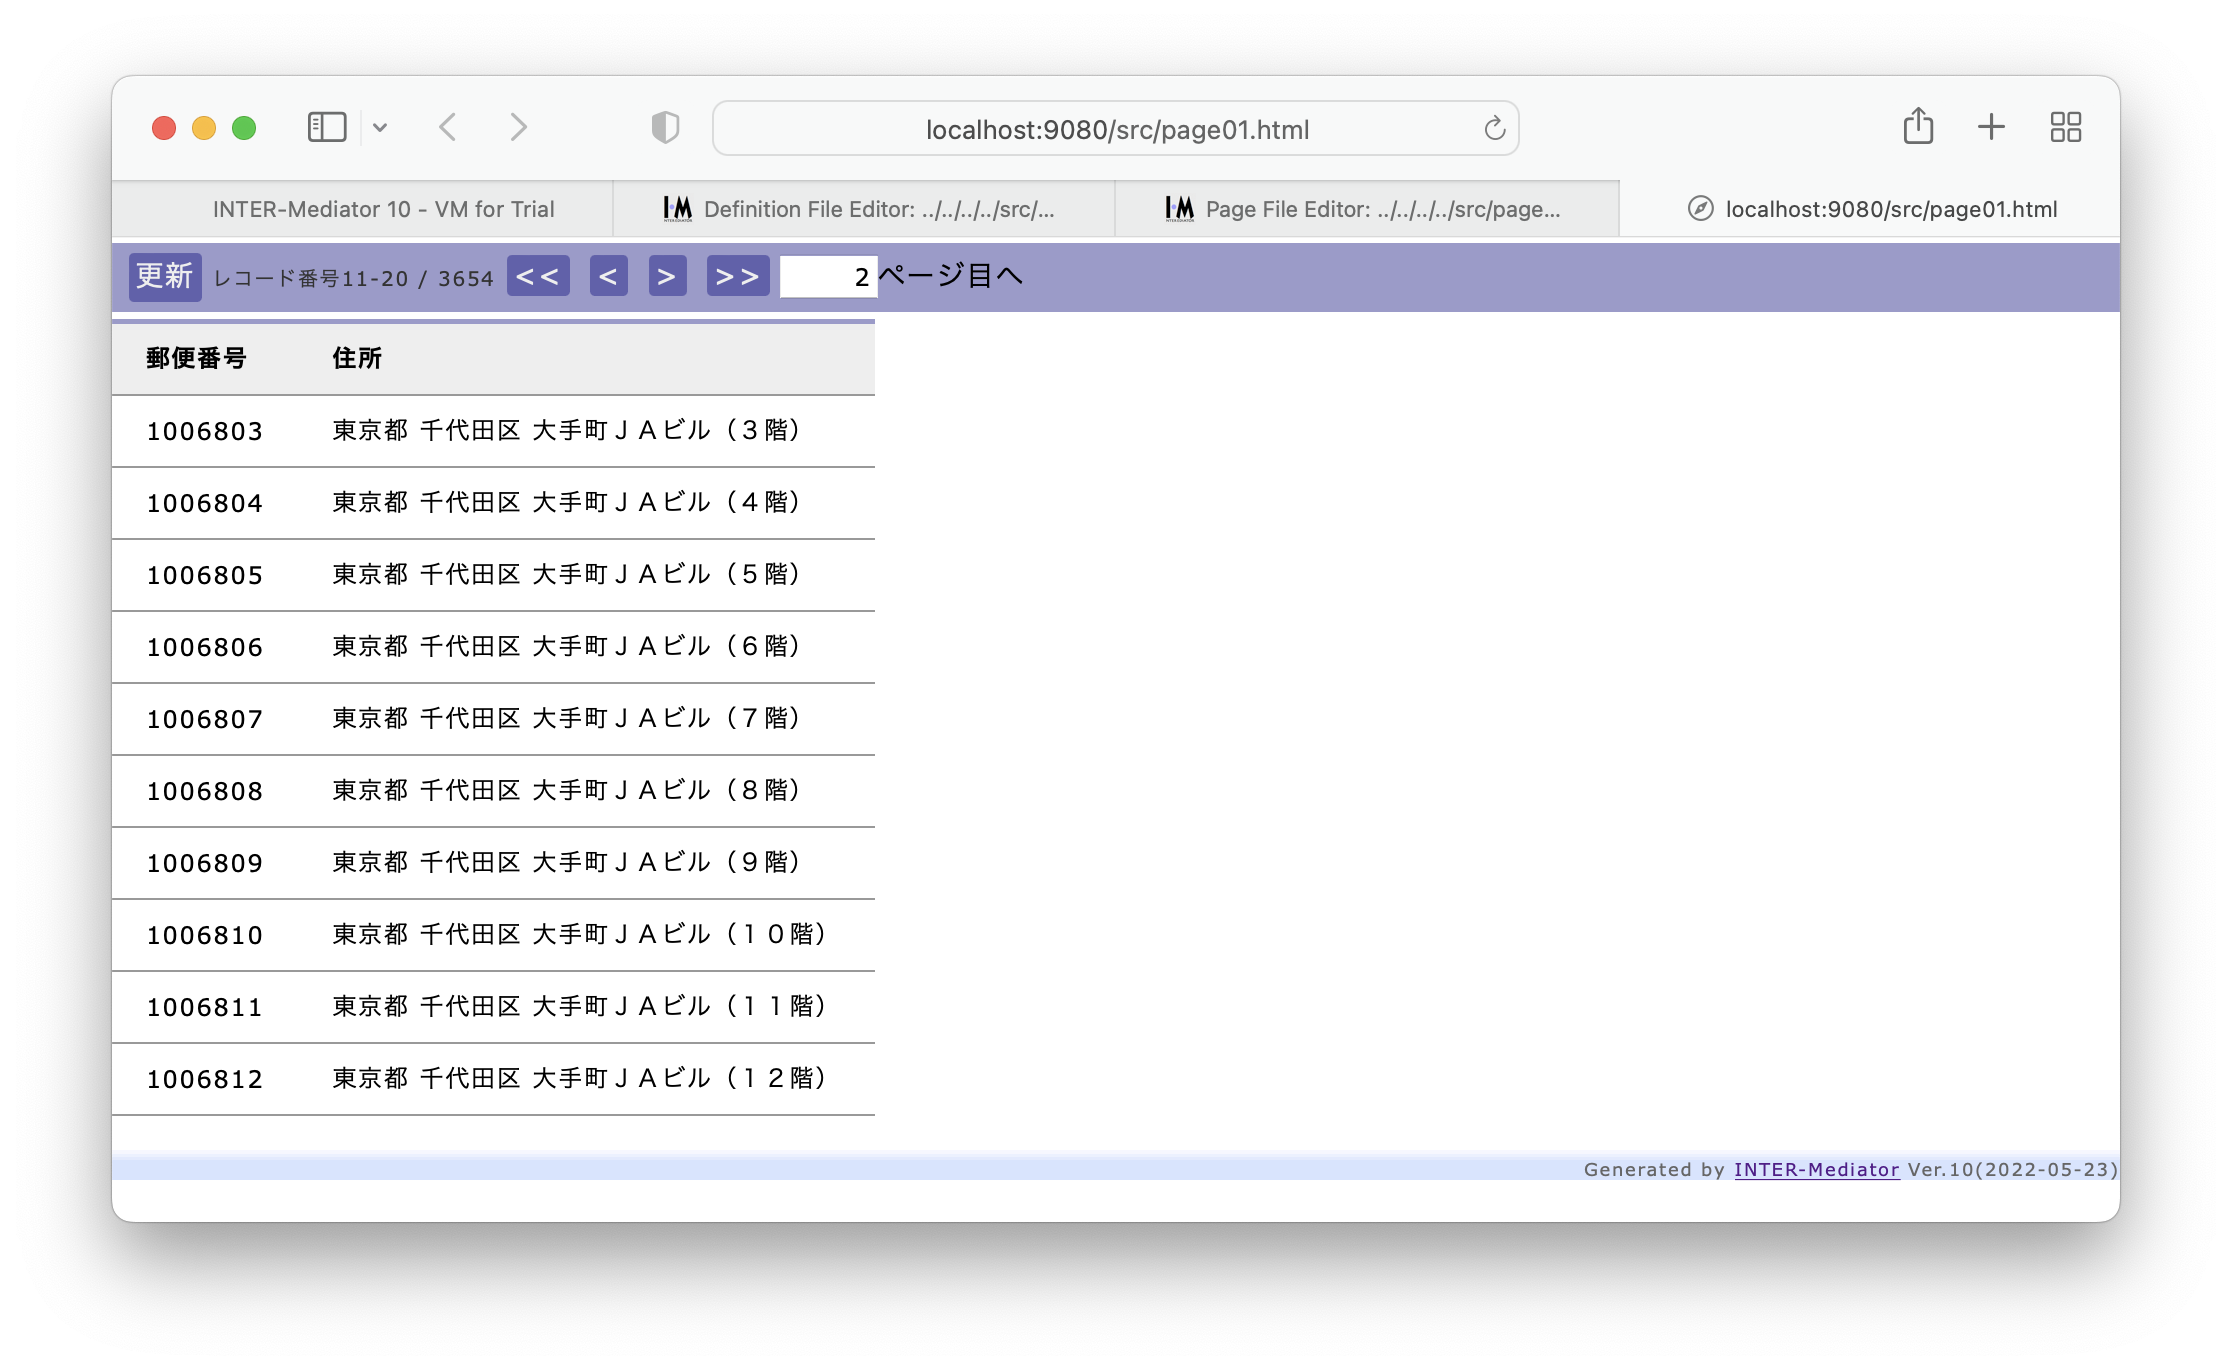 localhost:9080/src/page01.html
INTER-Mediator 10 - VM for Trial
Definition File Editor: ../../../../src/...
Page File Editor: ../../../../src/page...
localhost:9080/src/page01.html
更新 レコード番号11-20 / 3654 << < > >> 2 ページ目へ
郵便番号 住所
1006803 東京都 千代田区 大手町ＪＡビル（３階）
1006804 東京都 千代田区 大手町ＪＡビル（４階）
1006805 東京都 千代田区 大手町ＪＡビル（５階）
1006806 東京都 千代田区 大手町ＪＡビル（６階）
1006807 東京都 千代田区 大手町ＪＡビル（７階）
1006808 東京都 千代田区 大手町ＪＡビル（８階）
1006809 東京都 千代田区 大手町ＪＡビル（９階）
1006810 東京都 千代田区 大手町ＪＡビル（１０階）
1006811 東京都 千代田区 大手町ＪＡビル（１１階）
1006812 東京都 千代田区 大手町ＪＡビル（１２階）
Generated by INTER-Mediator Ver.10(2022-05-23)